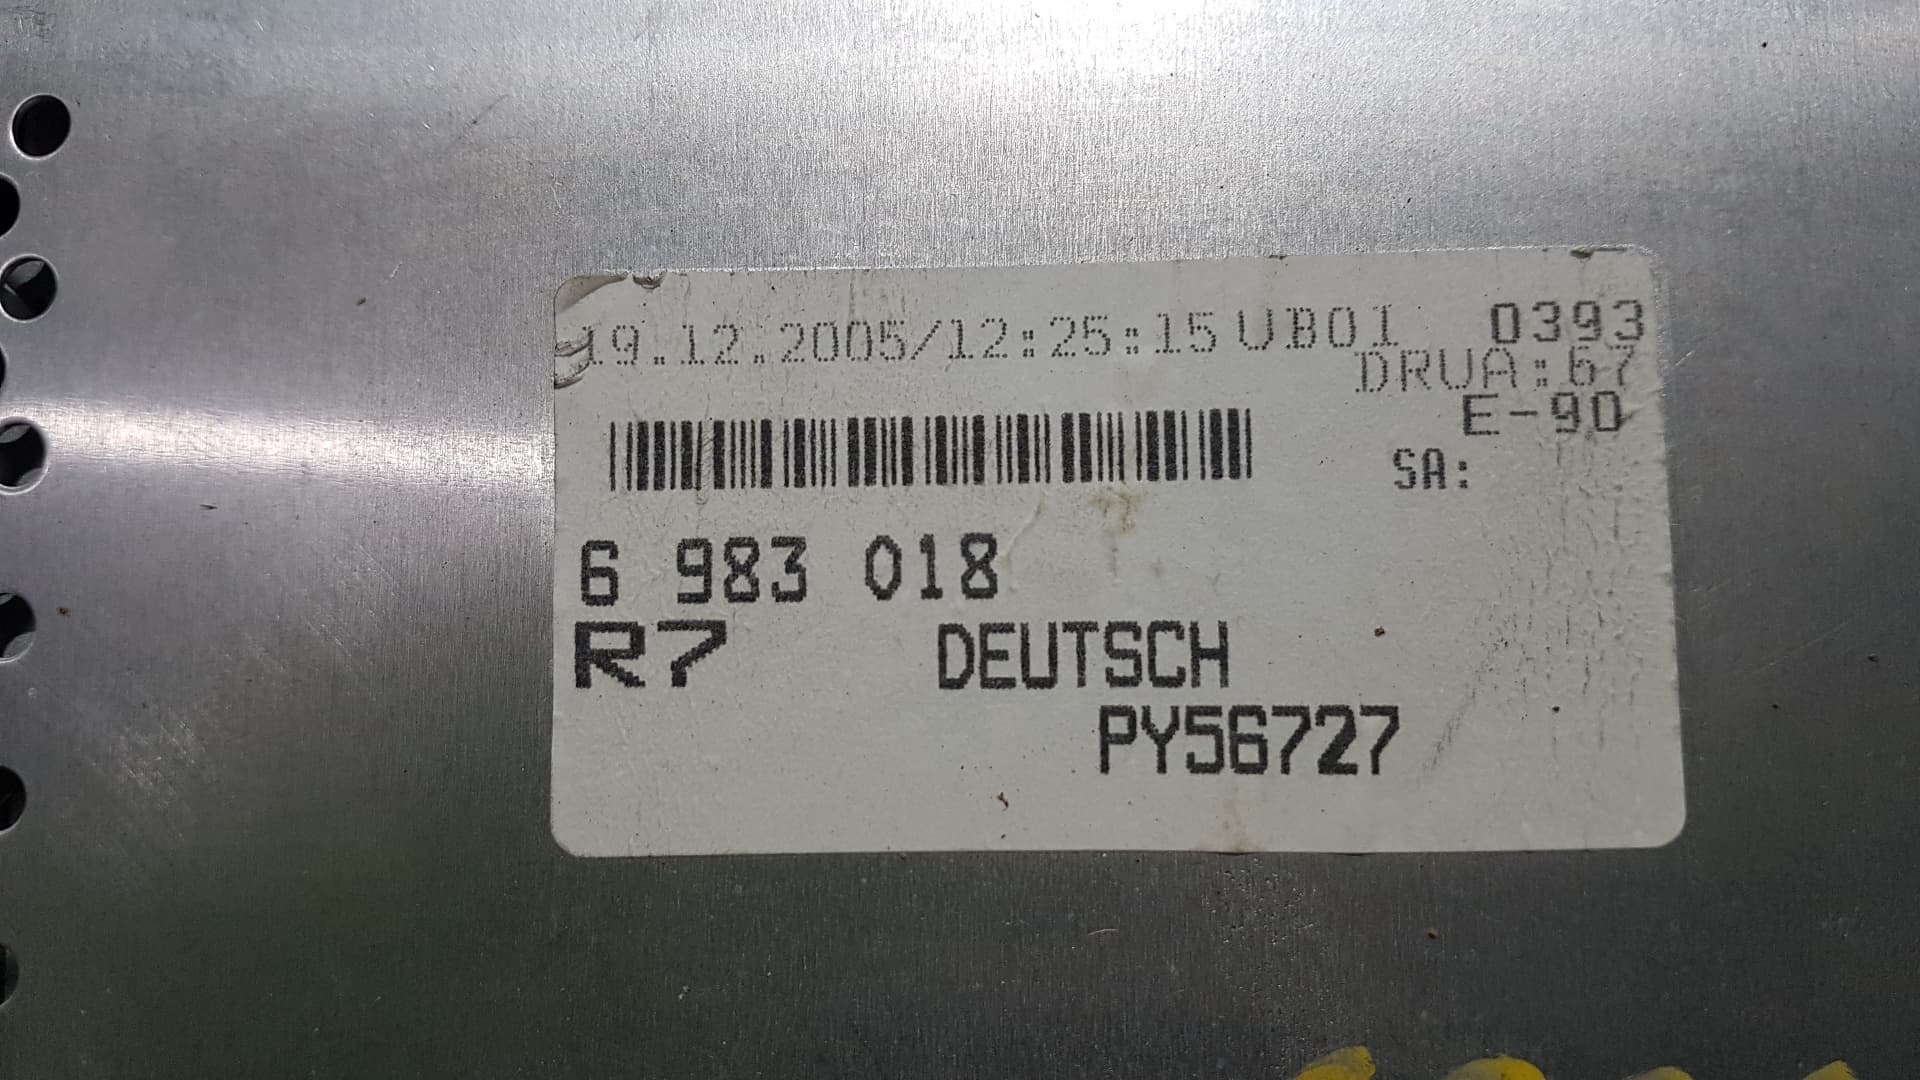 19.12.2005/12:25:15 UB01 0393
DRUA:67
E-90
SA:
6 983 018
R7 DEUTSCH
PY56727